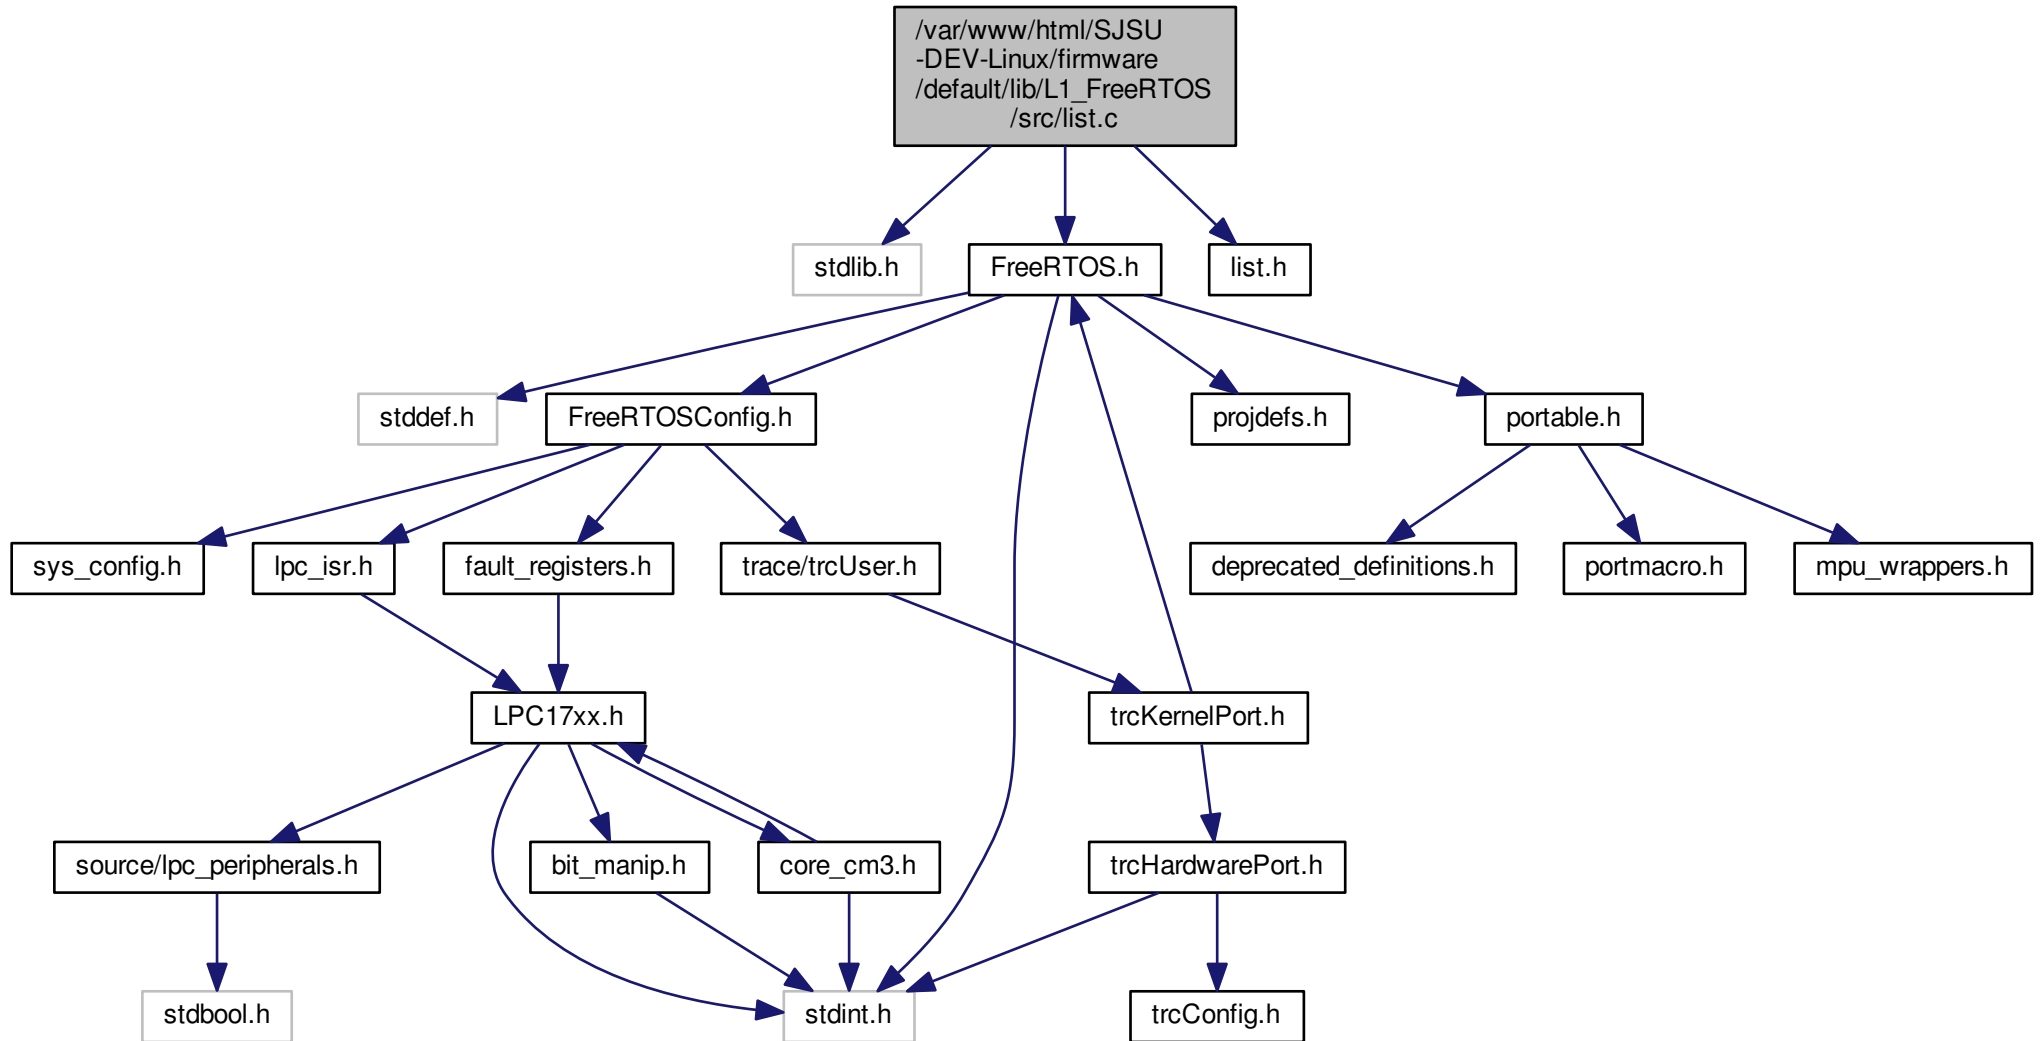 /var/www/html/SJSU
-DEV-Linux/firmware
/default/lib/L1_FreeRTOS
/src/list.c
stdlib.h
FreeRTOS.h
list.h
stddef.h
FreeRTOSConfig.h
projdefs.h
portable.h
sys_config.h
lpc_isr.h
fault_registers.h
trace/trcUser.h
deprecated_definitions.h
portmacro.h
mpu_wrappers.h
LPC17xx.h
trcKernelPort.h
source/lpc_peripherals.h
bit_manip.h
core_cm3.h
trcHardwarePort.h
stdbool.h
stdint.h
trcConfig.h